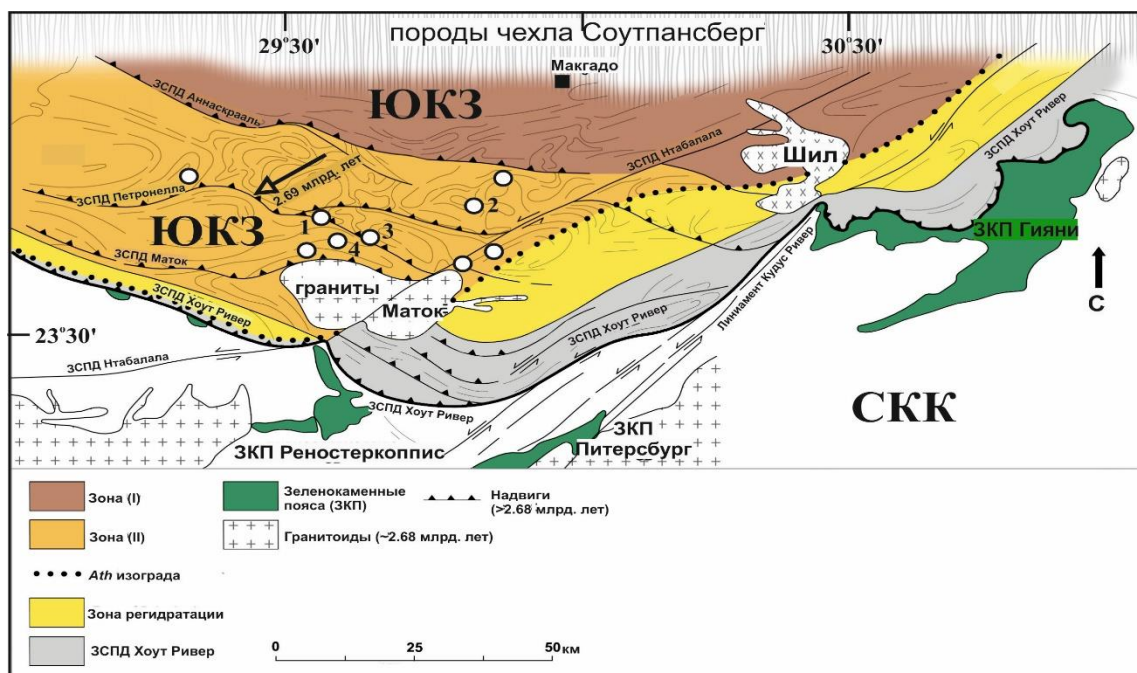 29°30'
30°30'
породы чехла Соутпансберг
Макгадо
ЮКЗ
ЗСПД Аннаскрааль
ЗСПД Нтабалала
ЗСПД Хоут Ривер
Шил
ЗСПД Петронелла
2.69 млрд. лет
2
1
3
4
ЮКЗ
ЗСПД Маток
ЗКП Гияни
С
граниты
Маток
Линиамент Кудус Ривер
ЗСПД Хоут Ривер
ЗСПД Хоут Ривер
23°30'
ЗСПД Нтабалала
ЗСПД Хоут Ривер
СКК
ЗКП Реностеркоппис
ЗКП
Питерсбург
Зона (I)
Зеленокаменные
пояса (ЗКП)
Надвиги
(>2.68 млрд. лет)
Зона (II)
Гранитоиды (~2.68 млрд. лет)
Ath изограда
Зона регидратации
ЗСПД Хоут Ривер
0
25
50 км